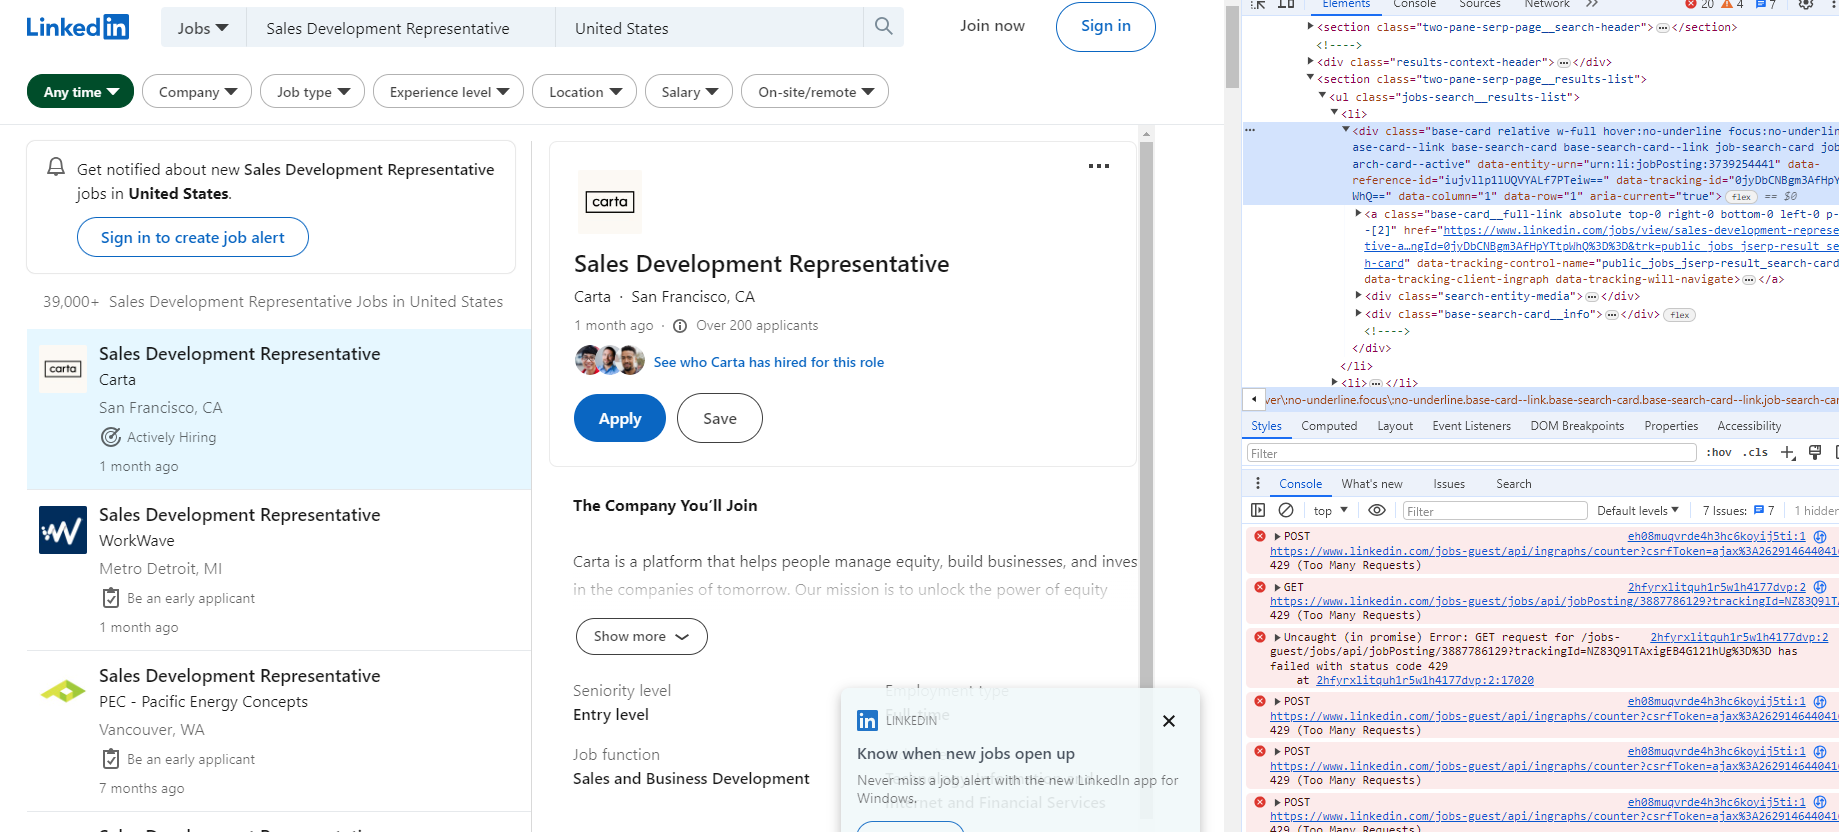 LinkedIn
Jobs
Sales Development Representative
United States
Join now
Sign in
Any time
Company
Job type
Experience level
Location
Salary
On-site/remote
Get notified about new Sales Development Representative
jobs in United States.
Sign in to create job alert
39,000+ Sales Development Representative Jobs in United States
carta
Sales Development Representative
Carta
San Francisco, CA
Actively Hiring
1 month ago
Sales Development Representative
WorkWave
Metro Detroit, MI
Be an early applicant
1 month ago
Sales Development Representative
PEC - Pacific Energy Concepts
Vancouver, WA
Be an early applicant
7 months ago
carta
Sales Development Representative
Carta · San Francisco, CA
1 month ago · Over 200 applicants
See who Carta has hired for this role
Apply
Save
The Company You’ll Join
Carta is a platform that helps people manage equity, build businesses, and inves
in the companies of tomorrow. Our mission is to unlock the power of equity
Show more
Seniority level
Entry level
Employment type
Full-time
Job function
Sales and Business Development
Internet and Financial Services
LINKEDIN
Know when new jobs open up
Never miss a job alert with the new LinkedIn app for
Windows.
Elements
Console
Sources
Network
20
4
7
<section class="two-pane-serp-page__search-header">
</section>
<!---->
<div class="results-context-header">
</div>
<section class="two-pane-serp-page__results-list">
<ul class="jobs-search__results-list">
<li>
<div class="base-card relative w-full hover:no-underline focus:no-underlin
ase-card--link base-search-card base-search-card--link job-search-card job
arch-card--active" data-entity-urn="urn:li:jobPosting:3739254441" data-
reference-id="iujvllp1lUQVYALf7PTeiw==" data-tracking-id="0jyDbCNBgm3AfHpY
WhQ==" data-column="1" data-row="1" aria-current="true"> flex == $0
<a class="base-card__full-link absolute top-0 right-0 bottom-0 left-0 p-
-[2]" href="https://www.linkedin.com/jobs/view/sales-development-represe
tive-a…ngId=0jyDbCNBgm3AfHpYTtpWhQ%3D%3D&trk=public_jobs_jserp-result_se
h-card" data-tracking-control-name="public_jobs_jserp-result_search-card
data-tracking-client-ingraph data-tracking-will-navigate>
</a>
<div class="search-entity-media">
</div>
<div class="base-search-card__info">
</div> flex
<!---->
</div>
</li>
<li>
</li>
ver\:no-underline.focus\:no-underline.base-card--link.base-search-card.base-search-card--link.job-search-car
Styles
Computed
Layout
Event Listeners
DOM Breakpoints
Properties
Accessibility
Filter
:hov
.cls
Console
What's new
Issues
Search
top
Filter
Default levels
7 Issues:
7
1 hidden
POST
eh08muqvrde4h3hc6koyij5ti:1
https://www.linkedin.com/jobs-guest/api/ingraphs/counter?csrfToken=ajax%3A262914644041
429 (Too Many Requests)
GET
2hfyrxlitquh1r5w1h4177dvp:2
https://www.linkedin.com/jobs-guest/jobs/api/jobPosting/3887786129?trackingId=NZ83Q9lTA
429 (Too Many Requests)
Uncaught (in promise) Error: GET request for /jobs-
2hfyrxlitquh1r5w1h4177dvp:2
guest/jobs/api/jobPosting/3887786129?trackingId=NZ83Q9lTAxigEB4G121hUg%3D%3D has
failed with status code 429
at 2hfyrxlitquh1r5w1h4177dvp:2:17020
POST
eh08muqvrde4h3hc6koyij5ti:1
https://www.linkedin.com/jobs-guest/api/ingraphs/counter?csrfToken=ajax%3A262914644041
429 (Too Many Requests)
POST
eh08muqvrde4h3hc6koyij5ti:1
https://www.linkedin.com/jobs-guest/api/ingraphs/counter?csrfToken=ajax%3A262914644041
429 (Too Many Requests)
POST
eh08muqvrde4h3hc6koyij5ti:1
https://www.linkedin.com/jobs-guest/api/ingraphs/counter?csrfToken=ajax%3A262914644041
429 (Too Many Requests)